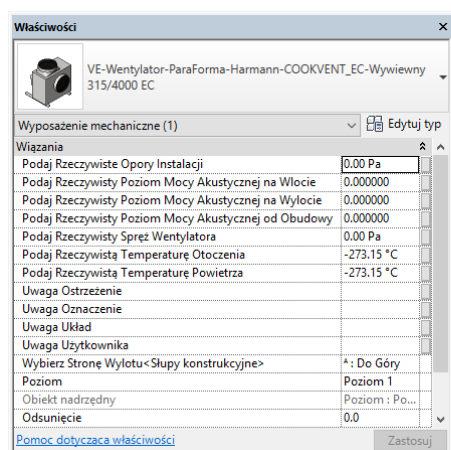 Właściwości
VE-Wentylator-ParaForma-Harmann-COOKVENT_EC-Wywiewny
315/4000 EC
Wyposażenie mechaniczne (1) Edytuj typ
Wiązania
Podaj Rzeczywiste Opory Instalacji 0.00 Pa
Podaj Rzeczywisty Poziom Mocy Akustycznej na Wlocie 0.000000
Podaj Rzeczywisty Poziom Mocy Akustycznej na Wylocie 0.000000
Podaj Rzeczywisty Poziom Mocy Akustycznej od Obudowy 0.000000
Podaj Rzeczywisty Spręż Wentylatora 0.00 Pa
Podaj Rzeczywistą Temperaturę Otoczenia -273.15 °C
Podaj Rzeczywistą Temperaturę Powietrza -273.15 °C
Uwaga Ostrzeżenie
Uwaga Oznaczenie
Uwaga Układ
Uwaga Użytkownika
Wybierz Stronę Wylotu<Słupy konstrukcyjne> ^ : Do Góry
Poziom Poziom 1
Obiekt nadrzędny Poziom : Po...
Odsunięcie 0.0
Pomoc dotycząca właściwości Zastosuj